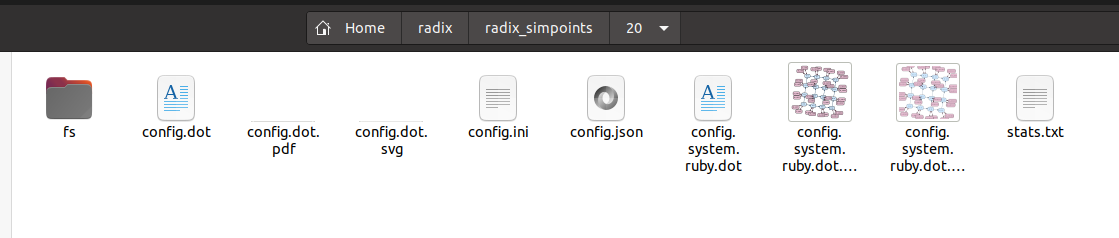 Home radix radix_simpoints 20
fs
config.dot
config.dot.
pdf
config.dot.
svg
config.ini
config.json
config.
system.
ruby.dot
config.
system.
ruby.dot.…
config.
system.
ruby.dot.…
stats.txt